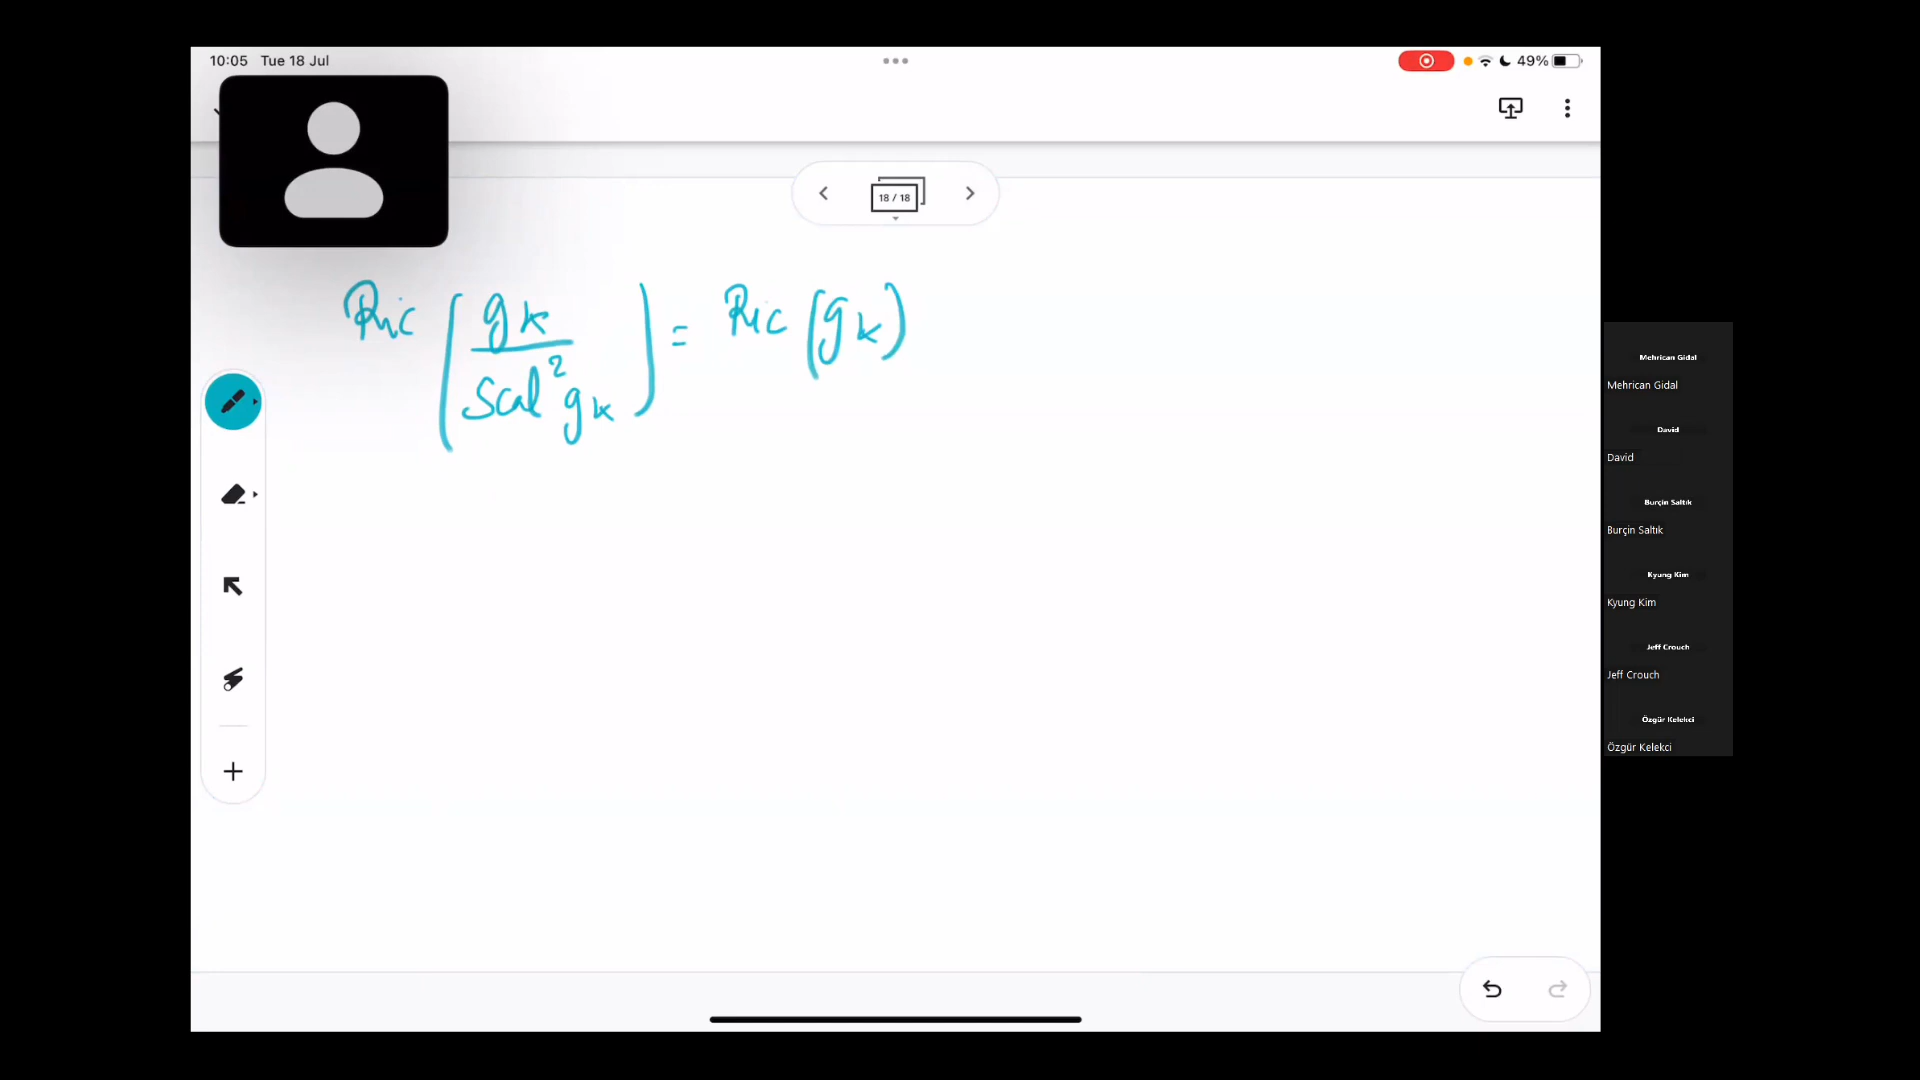 10:05 Tue 18 Jul
49%
18 / 18
Ric ( gk / Scal² gk ) = Ric (gk)
Mehrican Gidal
Mehrican Gidal
David
David
Burçin Saltık
Burçin Saltık
Kyung Kim
Kyung Kim
Jeff Crouch
Jeff Crouch
Özgür Kelekci
Özgür Kelekci